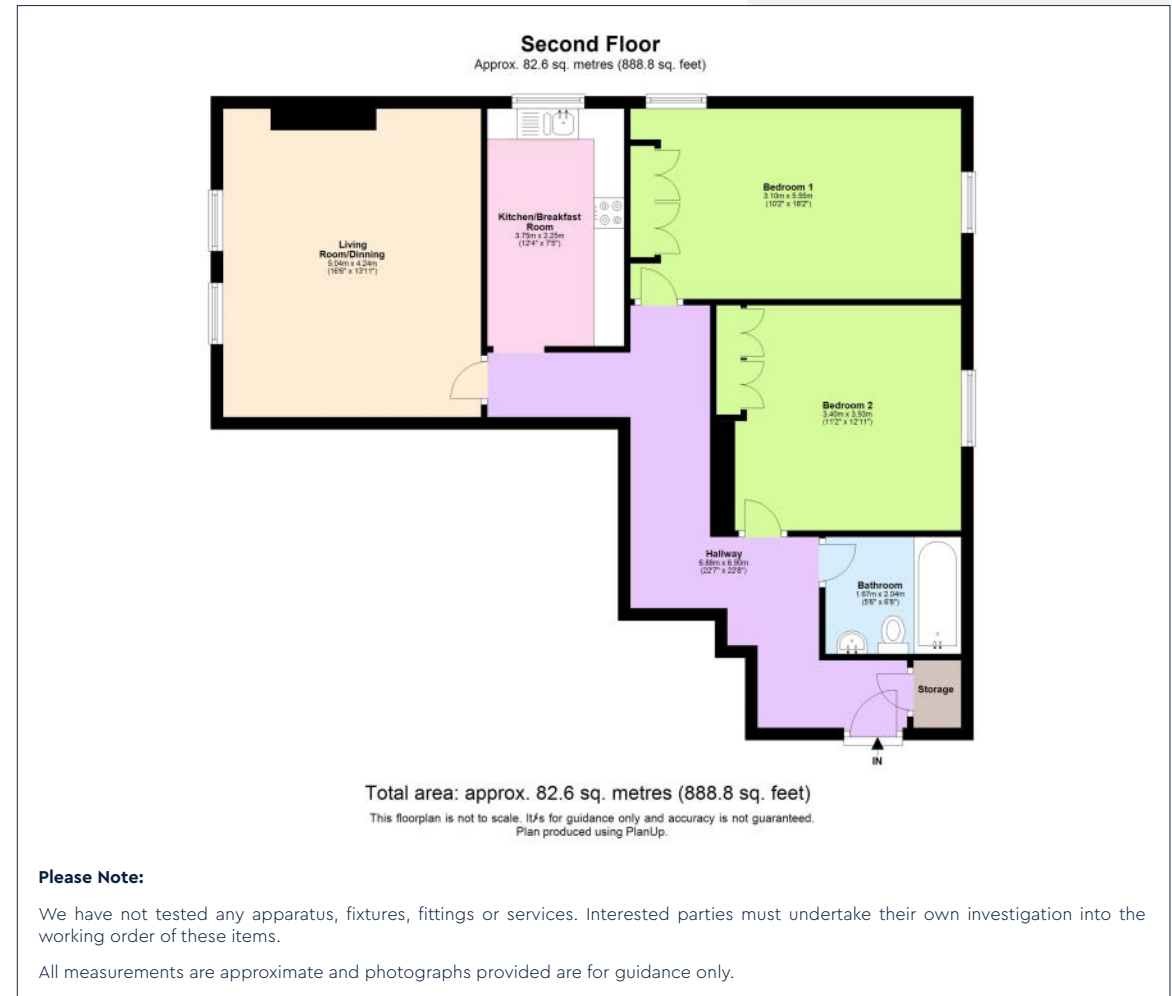 Second Floor
Approx. 82.6 sq. metres (888.8 sq. feet)
Living
Room/Dinning
5.04m x 4.24m
(16'6" x 13'11")
Kitchen/Breakfast
Room
3.75m x 2.25m
(12'4" x 7'5")
Bedroom 1
3.10m x 5.55m
(10'2" x 18'2")
Bedroom 2
3.40m x 3.93m
(11'2" x 12'11")
Hallway
6.88m x 6.90m
(22'7" x 22'8")
Bathroom
1.67m x 2.04m
(5'6" x 6'8")
Storage
IN
Total area: approx. 82.6 sq. metres (888.8 sq. feet)
This floorplan is not to scale. It/s for guidance only and accuracy is not guaranteed.
Plan produced using PlanUp.
Please Note:
We have not tested any apparatus, fixtures, fittings or services. Interested parties must undertake their own investigation into the
working order of these items.
All measurements are approximate and photographs provided are for guidance only.